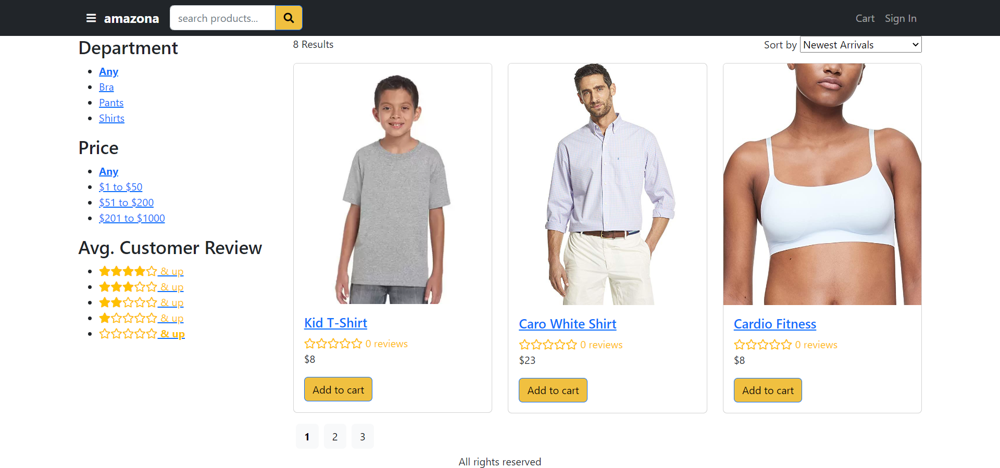 amazona
search products...
Cart
Sign In
Department
Any
Bra
Pants
Shirts
Price
Any
$1 to $50
$51 to $200
$201 to $1000
Avg. Customer Review
& up
& up
& up
& up
& up
8 Results
Sort by Newest Arrivals
Kid T-Shirt
0 reviews
$8
Add to cart
Caro White Shirt
0 reviews
$23
Add to cart
Cardio Fitness
0 reviews
$8
Add to cart
1 2 3
All rights reserved